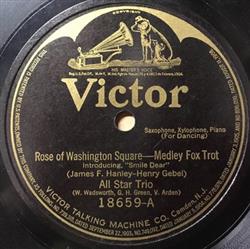 HIS MASTER'S VOICE
Victor
Saxophone, Xylophone, Piano
(For Dancing)
Rose of Washington Square—Medley Fox Trot
Introducing, "Smile Dear"
(James F. Hanley-Henry Gebel)
All Star Trio
(W. Wadsworth, G. H. Green, V. Arden)
18659-A
VICTOR TALKING MACHINE CO. Camden, N.J.